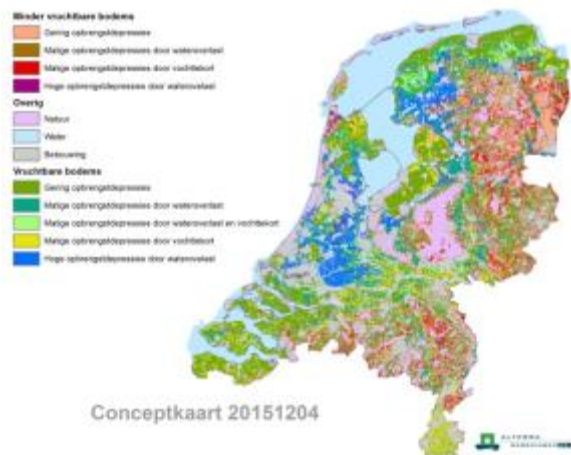 Minder vruchtbare bodems
Gering opbrengstdepressies
Matige opbrengstdepressies door wateroverlast
Matige opbrengstdepressies door vochttekort
Hoge opbrengstdepressies door wateroverlast
Overig
Natuur
Water
Bebouwing
Vruchtbare bodems
Gering opbrengstdepressies
Matige opbrengstdepressies door wateroverlast
Matige opbrengstdepressies door wateroverlast en vochttekort
Matige opbrengstdepressies door vochttekort
Hoge opbrengstdepressies door wateroverlast
Conceptkaart 20151204
ALTERRA